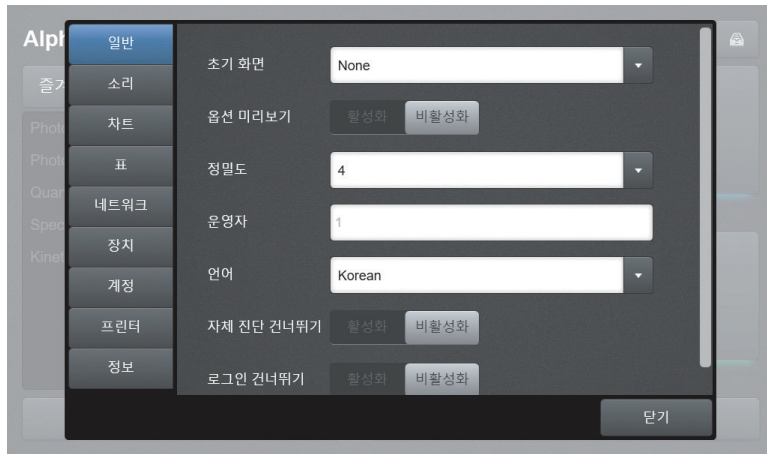 Alph
일반
소리
차트
표
네트워크
장치
계정
프린터
정보
초기 화면
None
옵션 미리보기
활성화
비활성화
정밀도
4
운영자
1
언어
Korean
자체 진단 건너뛰기
활성화
비활성화
로그인 건너뛰기
활성화
비활성화
닫기
즐겨
Photo
Photo
Quan
Spec
Kinet